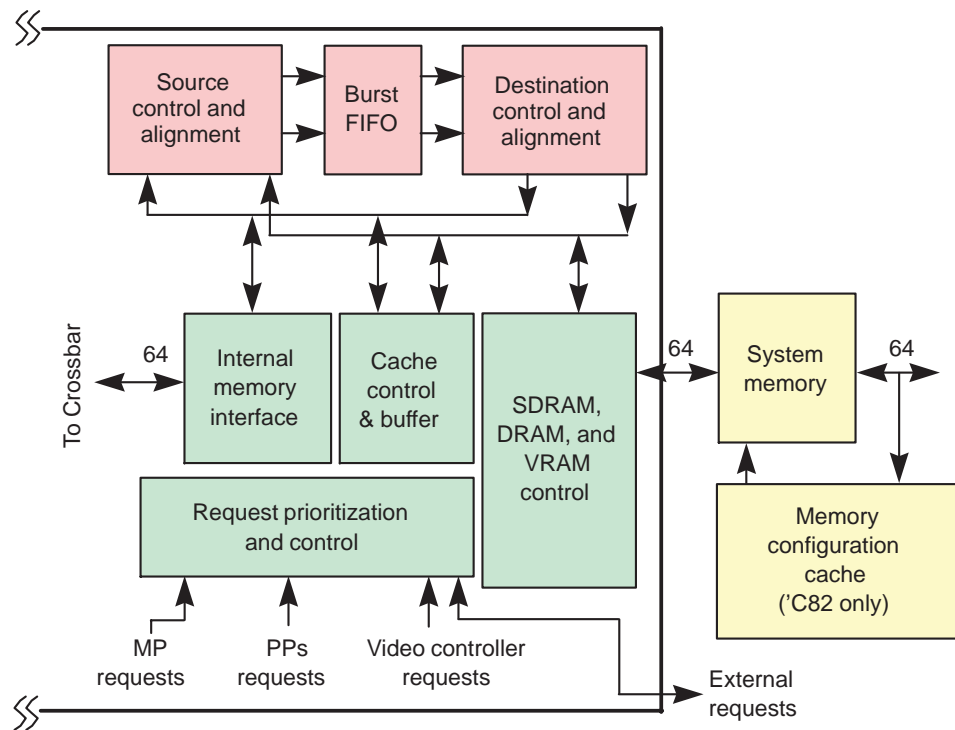 Source
control and
alignment
Burst
FIFO
Destination
control and
alignment
To Crossbar
64
Internal
memory
interface
Cache
control
& buffer
SDRAM,
DRAM, and
VRAM
control
64
System
memory
64
Request prioritization
and control
Memory
configuration
cache
('C82 only)
MP
requests
PPs
requests
Video controller
requests
External
requests